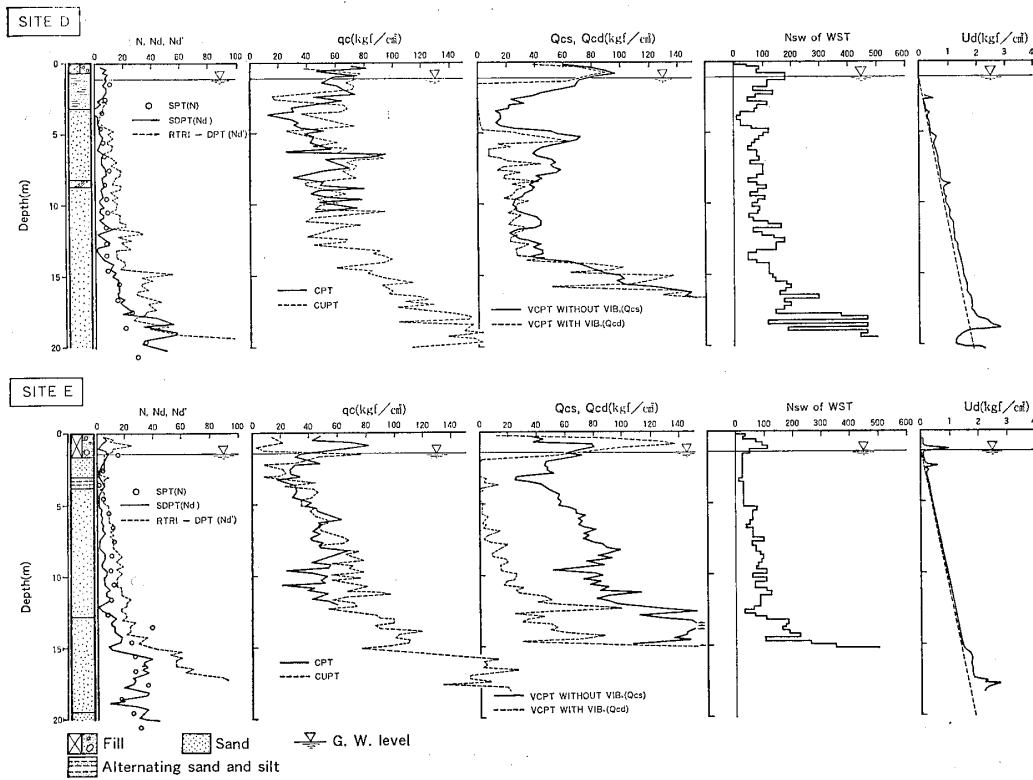 SITE D
N, Nd, Nd'
qc(kgf/c㎡)
Qcs, Qcd(kgf/c㎡)
Nsw of WST
Ud(kgf/c㎡)
0 20 40 60 80 100
0 20 40 60 80 100 120 140
0 20 40 60 80 100 120 140
0 100 200 300 400 500 600
0 1 2 3 4
Depth(m)
0
5
10
15
20
SPT(N)
SDPT(Nd)
RTRI - DPT(Nd')
CPT
CUPT
VCPT WITHOUT VIB.(Qcs)
VCPT WITH VIB.(Qcd)
SITE E
N, Nd, Nd'
qc(kgf/c㎡)
Qcs, Qcd(kgf/c㎡)
Nsw of WST
Ud(kgf/c㎡)
0 20 40 60 80 100
0 20 40 60 80 100 120 140
0 20 40 60 80 100 120 140
0 100 200 300 400 500 600
0 1 2 3 4
Depth(m)
0
5
10
15
20
SPT(N)
SDPT(Nd)
RTRI - DPT(Nd')
CPT
CUPT
VCPT WITHOUT VIB.(Qcs)
VCPT WITH VIB.(Qcd)
Fill
Sand
G. W. level
Alternating sand and silt